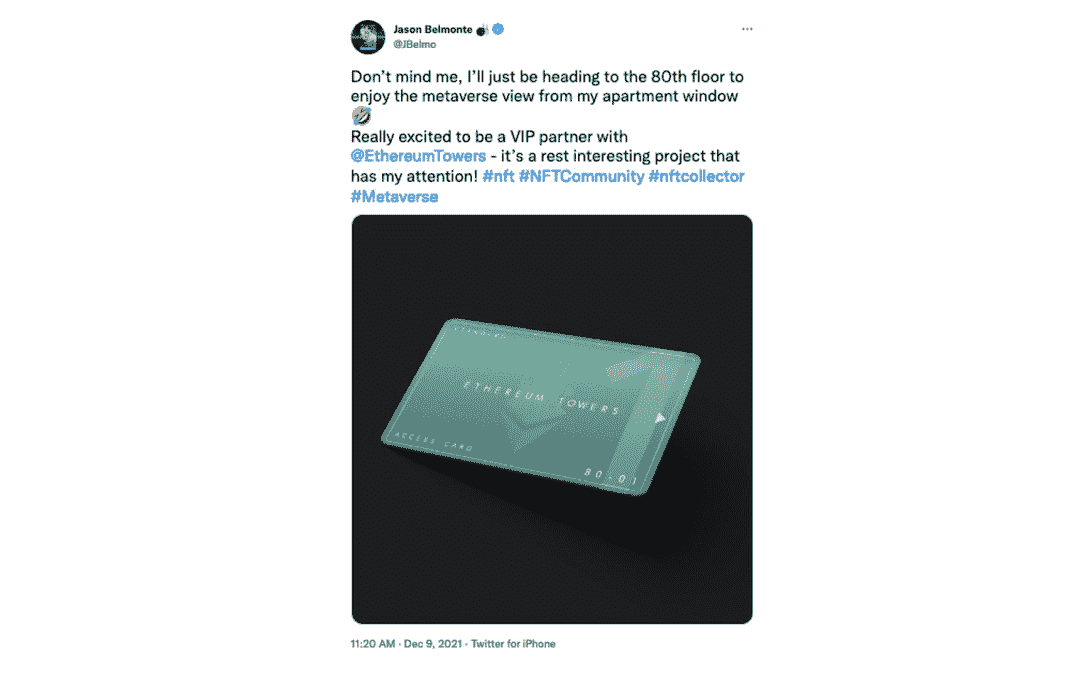 Jason Belmonte
@JBelmo
Don't mind me, I'll just be heading to the 80th floor to
enjoy the metaverse view from my apartment window
🤣
Really excited to be a VIP partner with
@EthereumTowers - it's a rest interesting project that
has my attention! #nft #NFTCommunity #nftcollector
#Metaverse
STANDARD
ETHEREUM TOWERS
ACCESS CARD
80-01
11:20 AM · Dec 9, 2021 · Twitter for iPhone